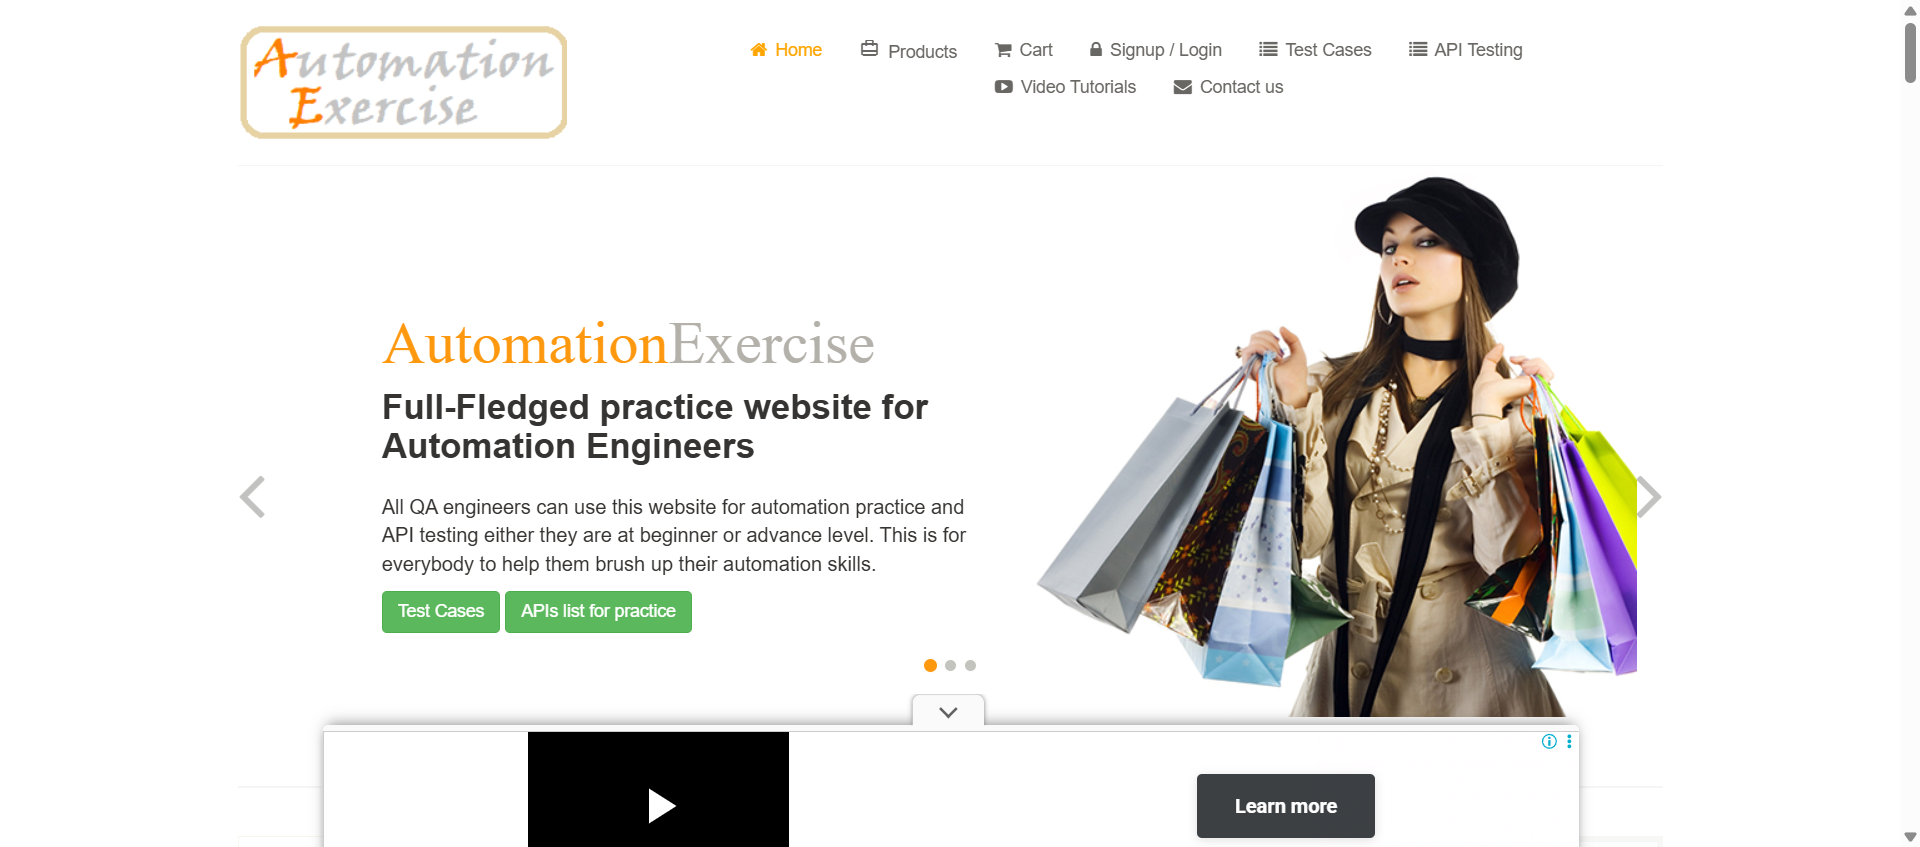 Automation
Exercise
Home
Products
Cart
Signup / Login
Test Cases
API Testing
Video Tutorials
Contact us
AutomationExercise
Full-Fledged practice website for
Automation Engineers
All QA engineers can use this website for automation practice and
API testing either they are at beginner or advance level. This is for
everybody to help them brush up their automation skills.
Test Cases
APIs list for practice
Learn more